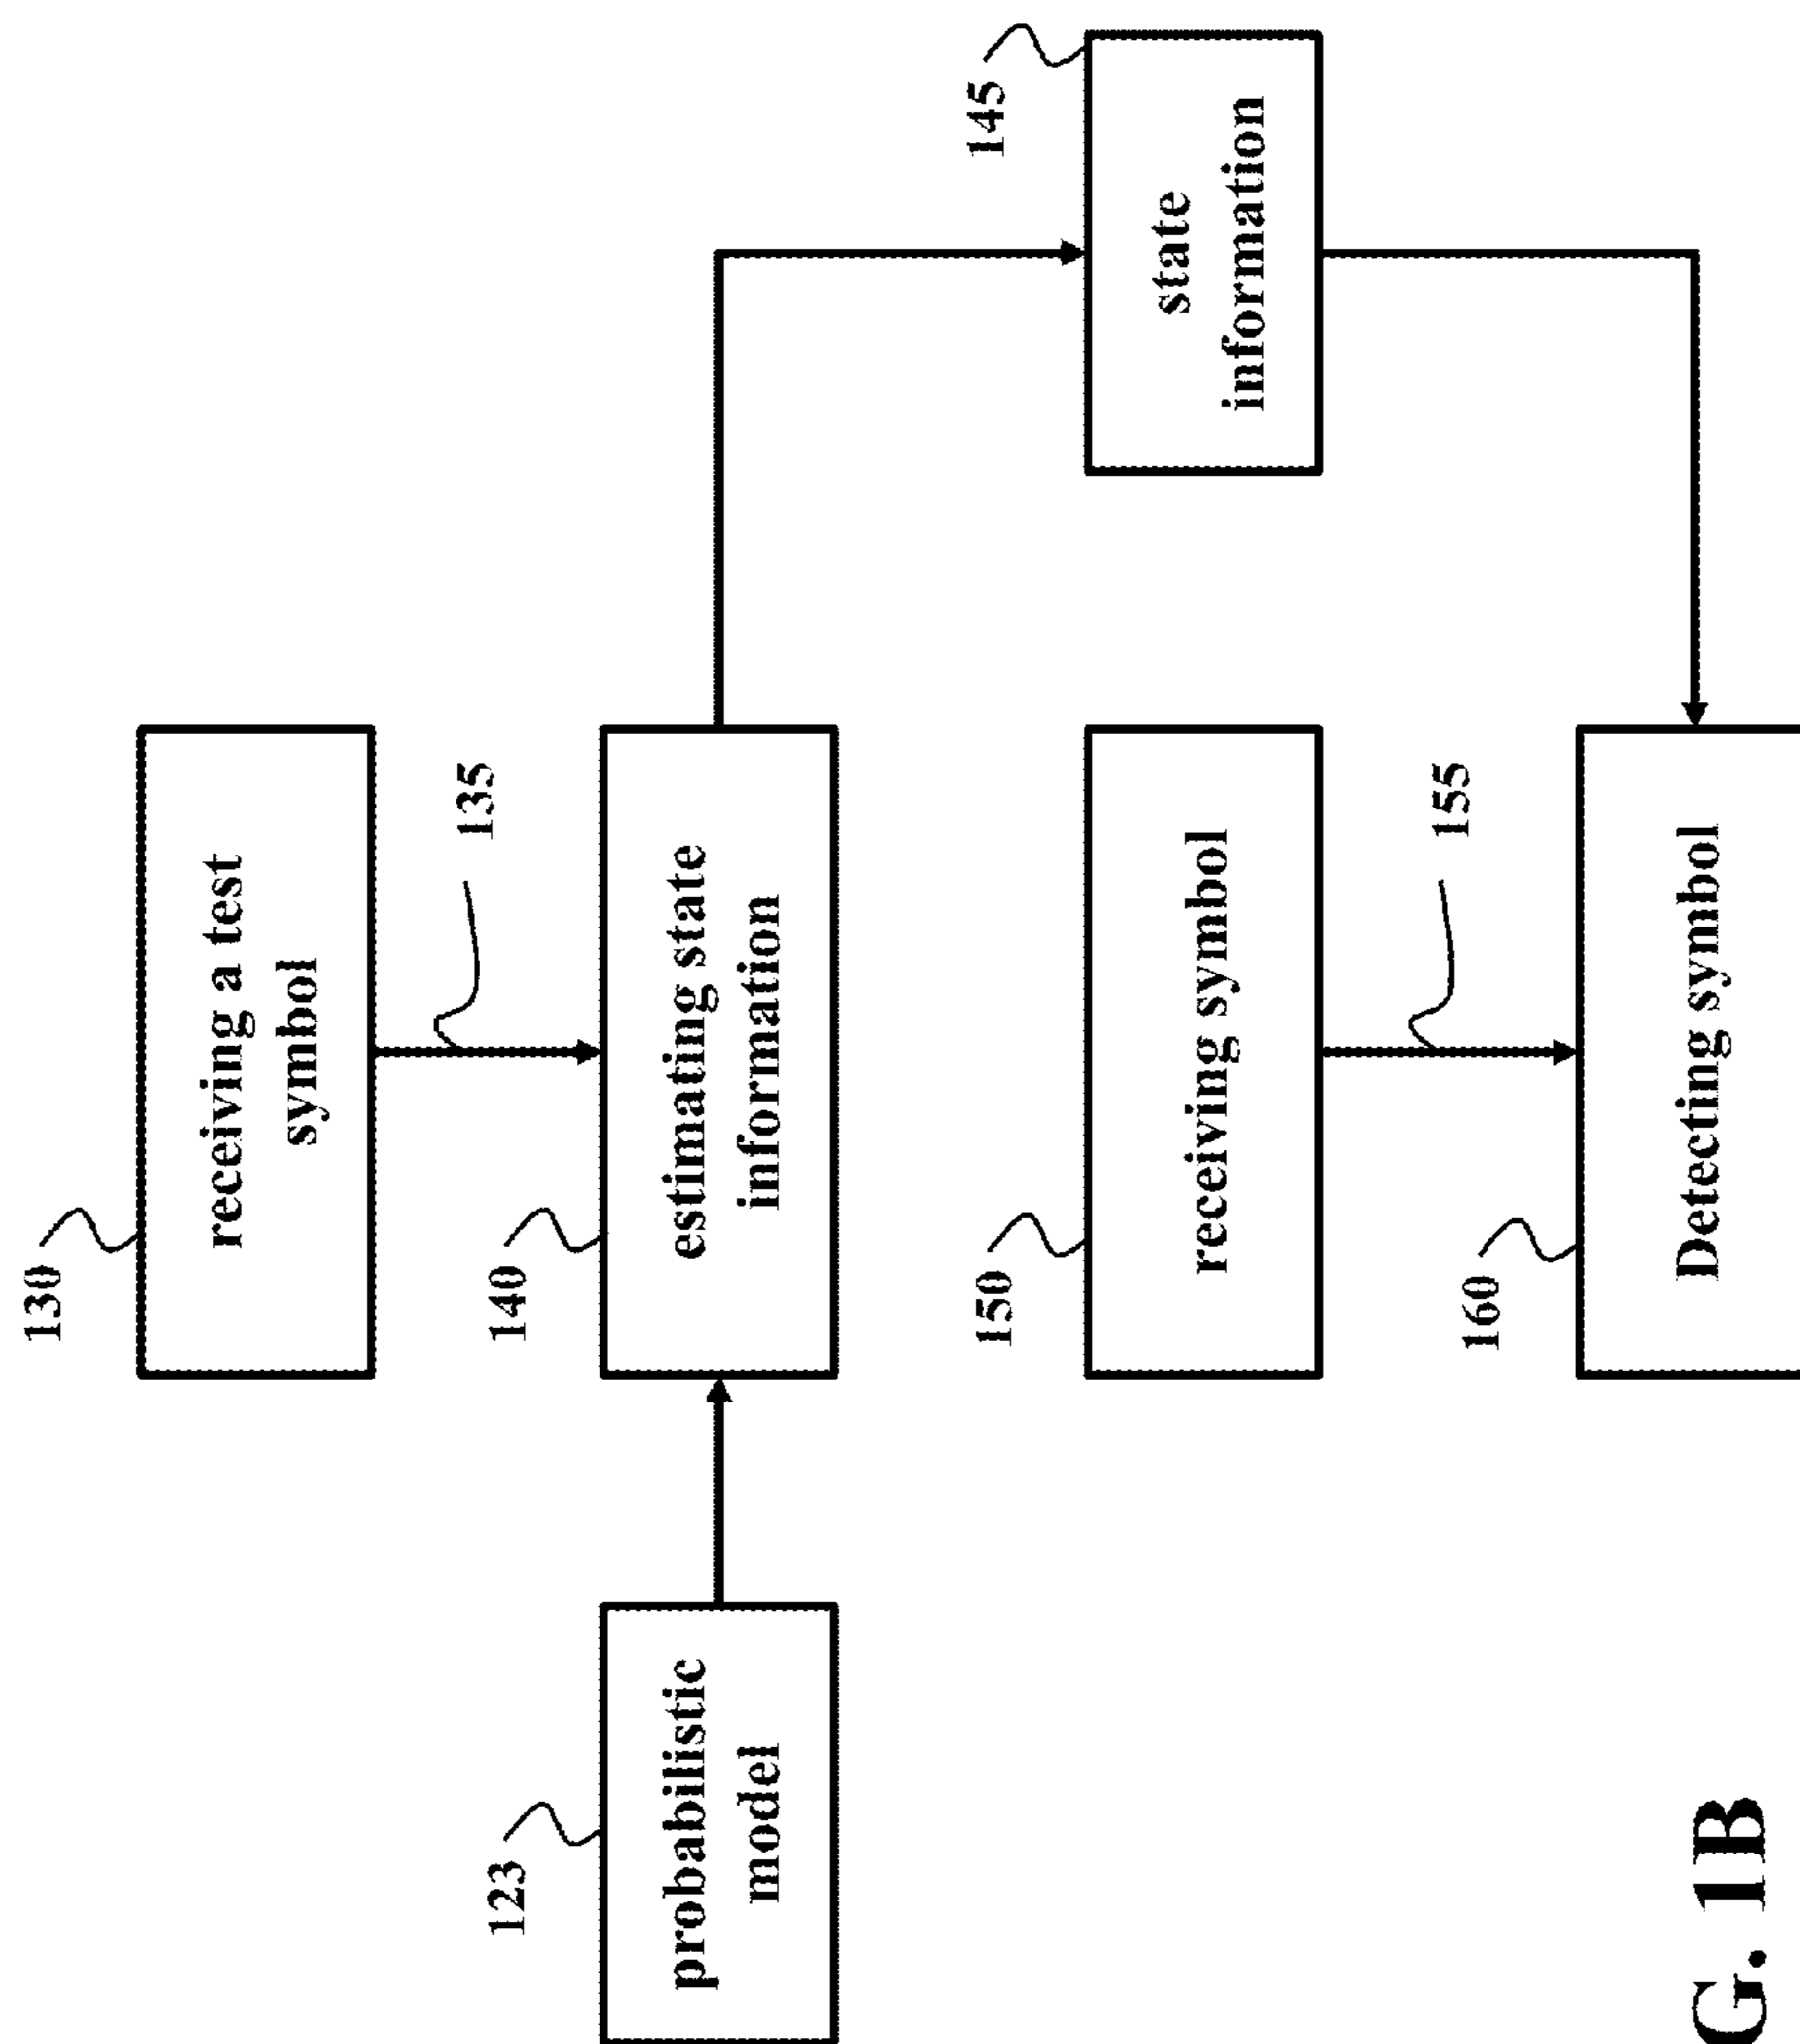 130
receiving a test
symbol
135
123
probabilistic
model
140
estimating state
information
145
state
information
150
receiving symbol
155
160
Detecting symbol
G. 1B